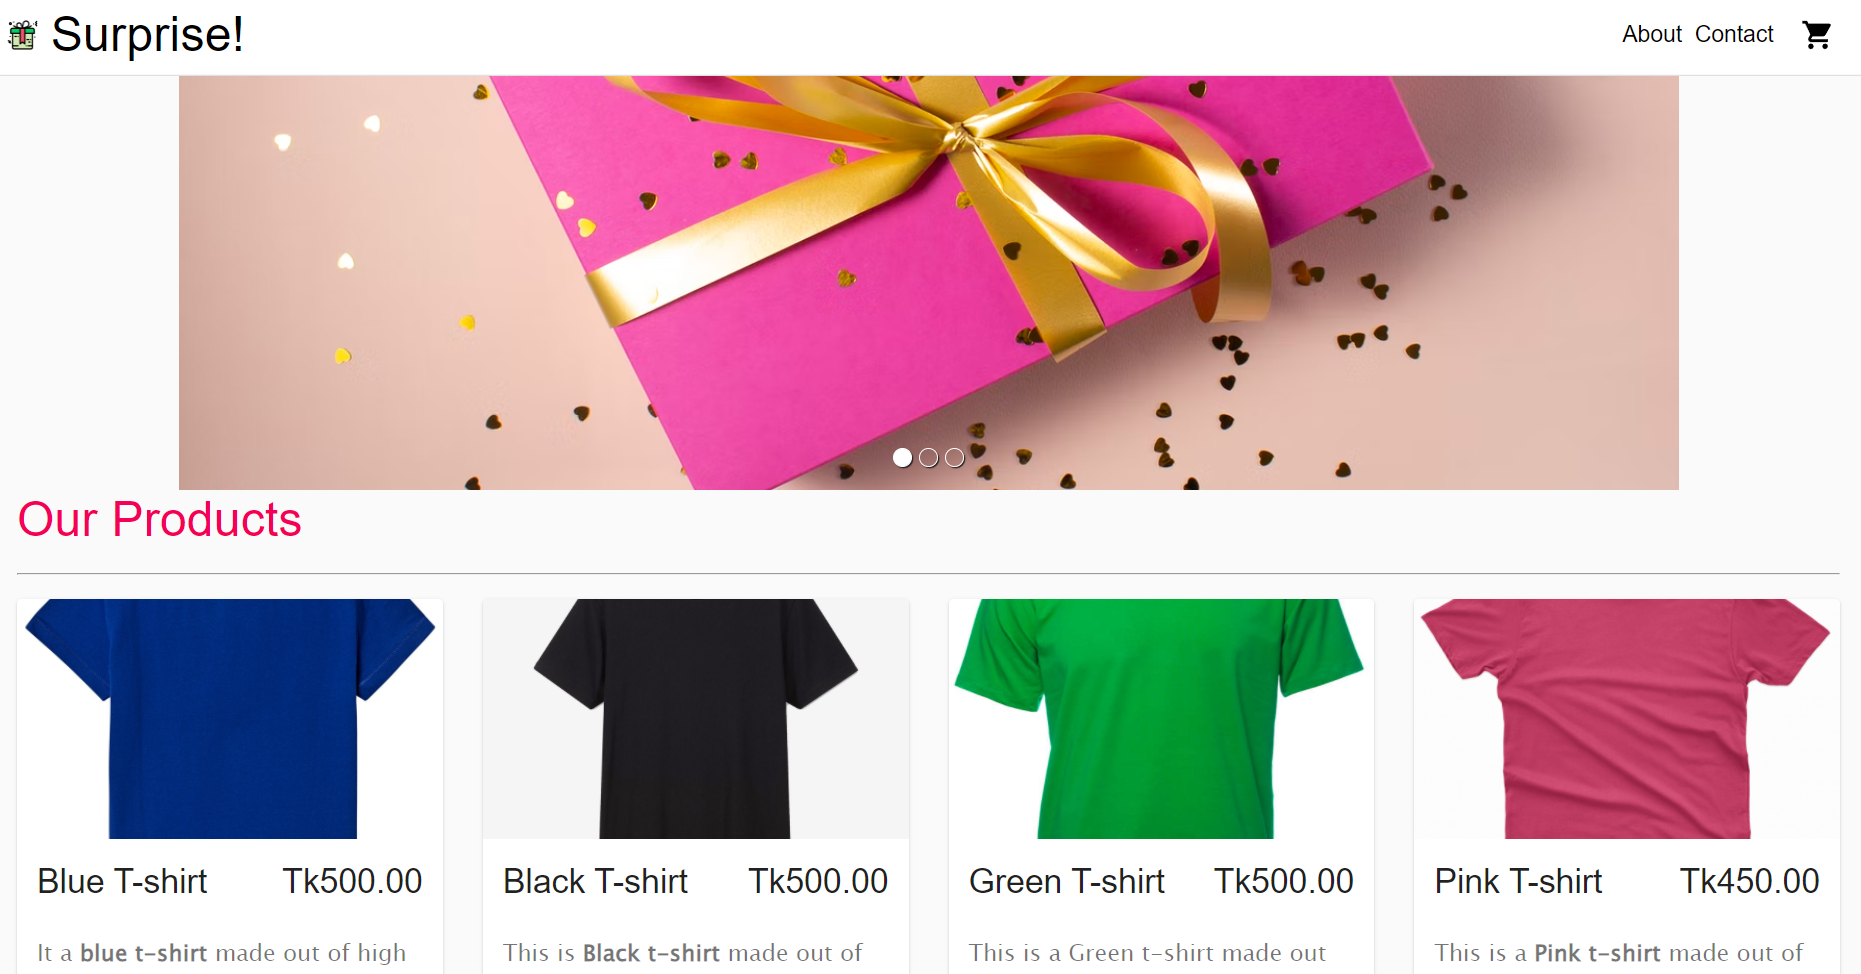 Surprise!
About Contact
Our Products
Blue T-shirt Tk500.00
It a blue t-shirt made out of high
Black T-shirt Tk500.00
This is Black t-shirt made out of
Green T-shirt Tk500.00
This is a Green t-shirt made out
Pink T-shirt Tk450.00
This is a Pink t-shirt made out of